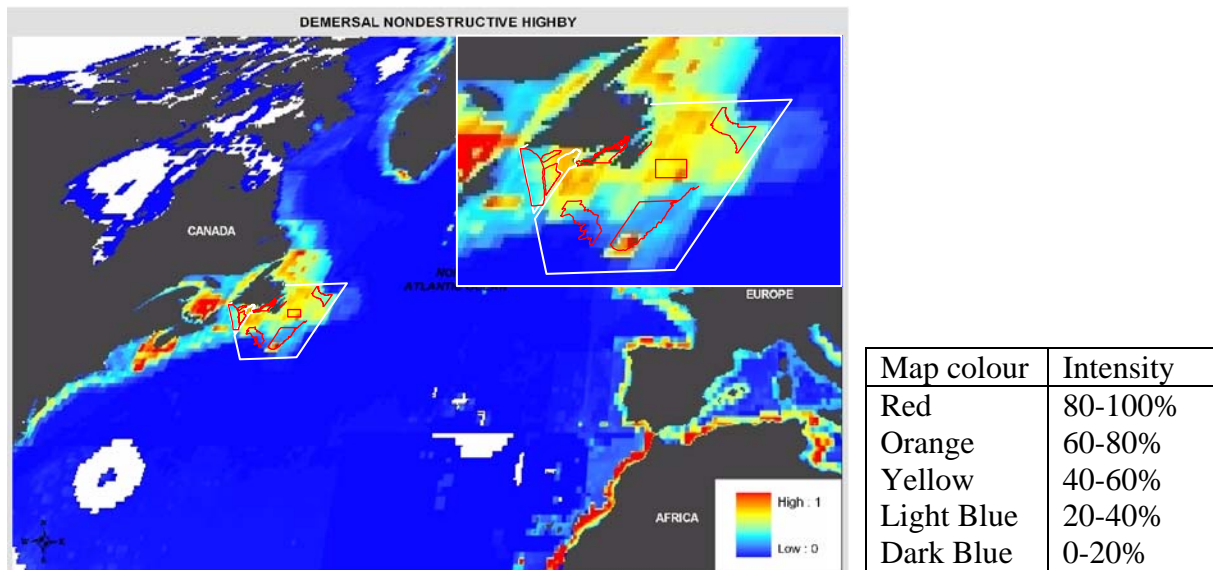 DEMERSAL NONDESTRUCTIVE HIGHBY
CANADA
EUROPE
AFRICA
High : 1
Low : 0
Map colour Intensity
Red 80-100%
Orange 60-80%
Yellow 40-60%
Light Blue 20-40%
Dark Blue 0-20%